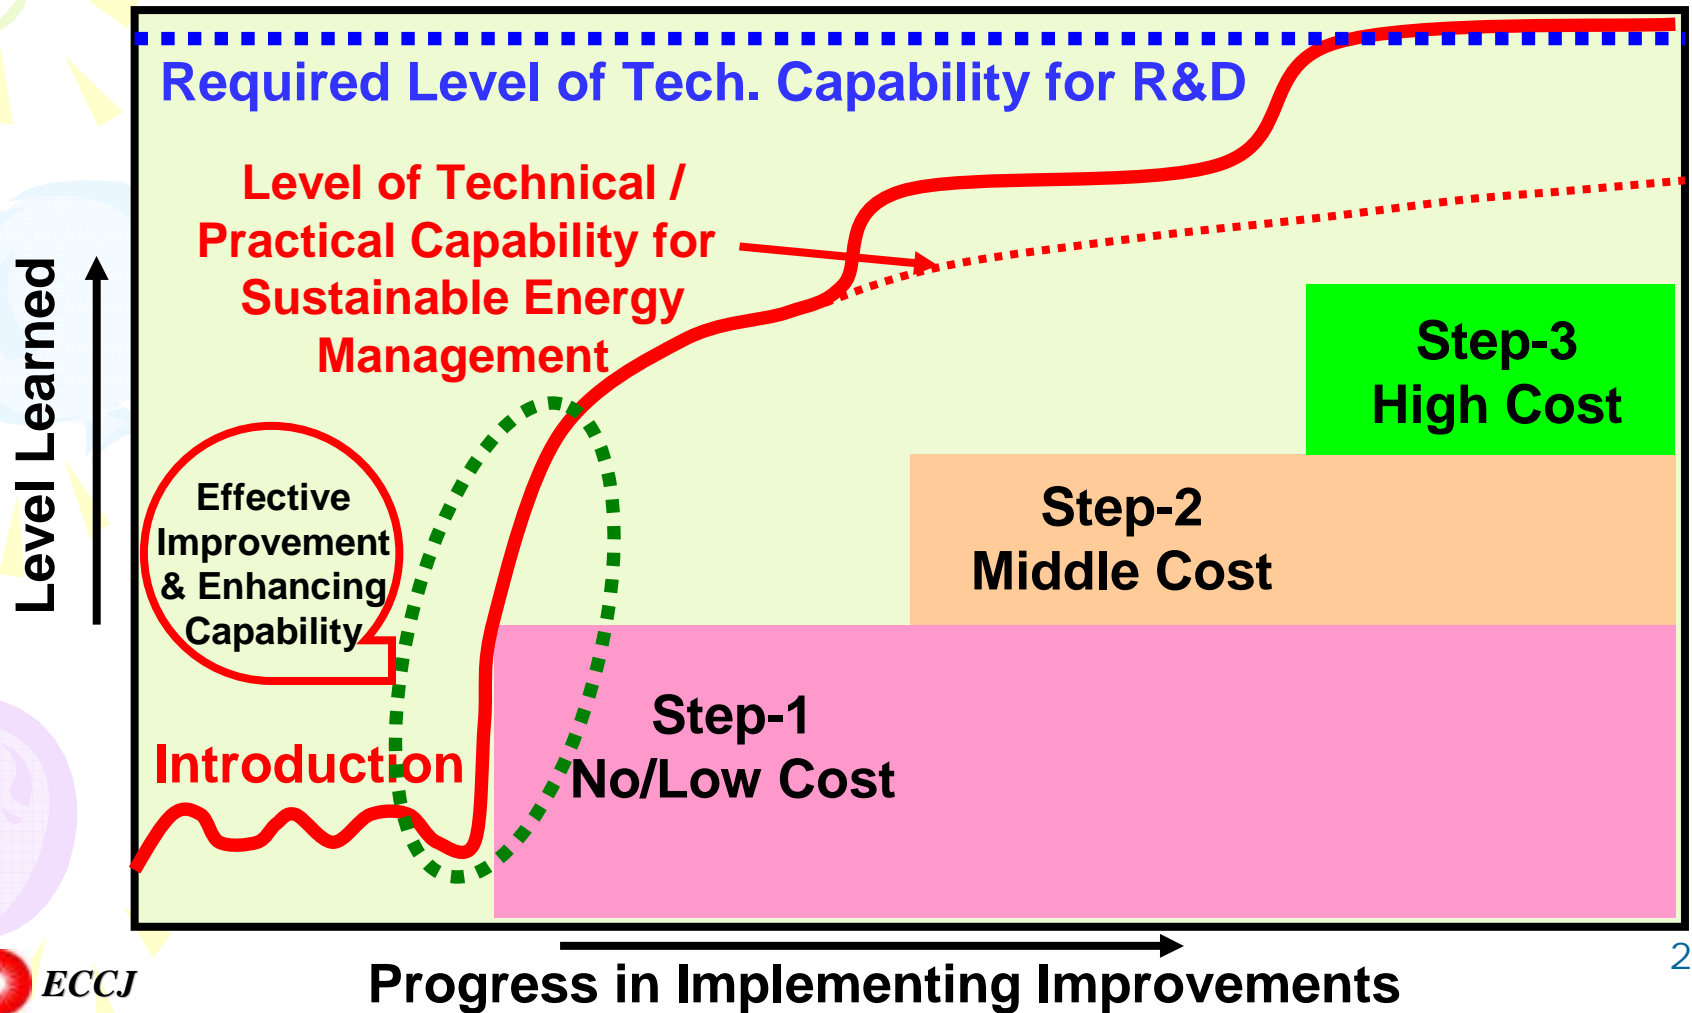 Required Level of Tech. Capability for R&D
Level of Technical /
Practical Capability for
Sustainable Energy
Management
Level Learned
Effective
Improvement
& Enhancing
Capability
Introduction
Step-3
High Cost
Step-2
Middle Cost
Step-1
No/Low Cost
Progress in Implementing Improvements
ECCJ
2